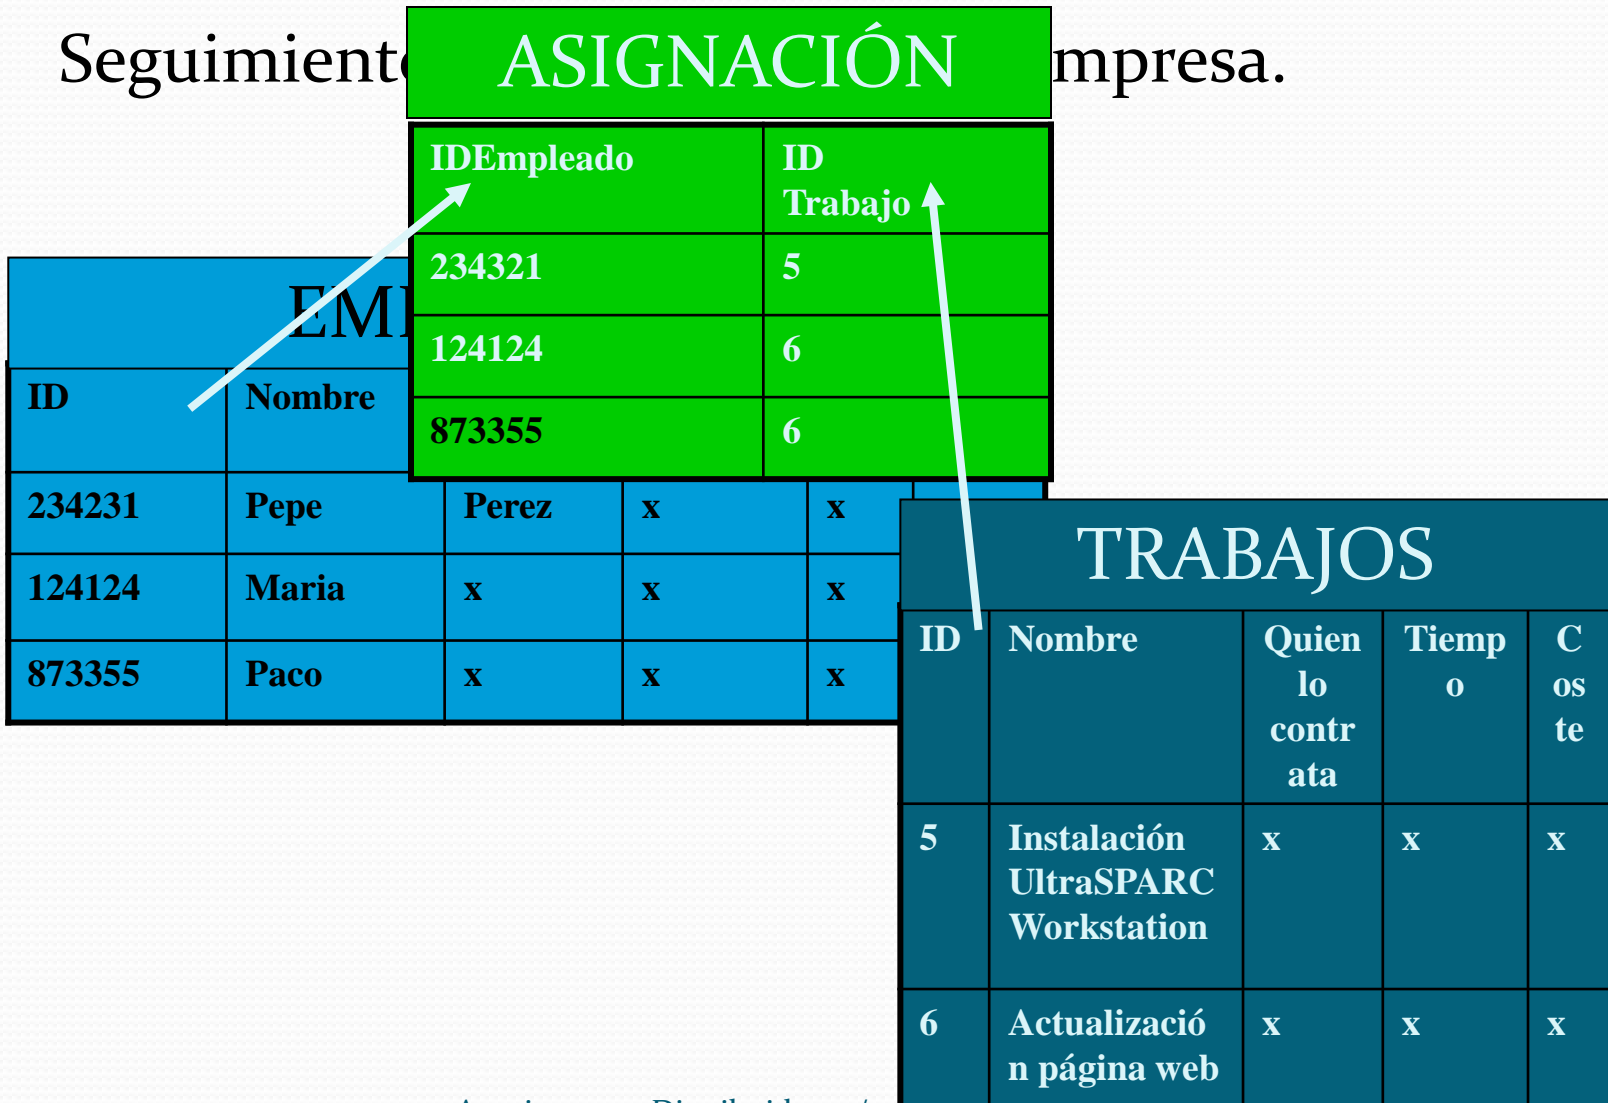 ASIGNACIÓN
mpresa.
IDEmpleado ID
Trabajo
234321 5
124124 6
873355 6
ID Nombre
234231 Pepe Perez x x
124124 Maria x x x
873355 Paco x x x
TRABAJOS
ID Nombre Quien Tiemp C
lo o os
contr te
ata
5 Instalación x x x
UltraSPARC
Workstation
6 Actualizació x x x
n página web